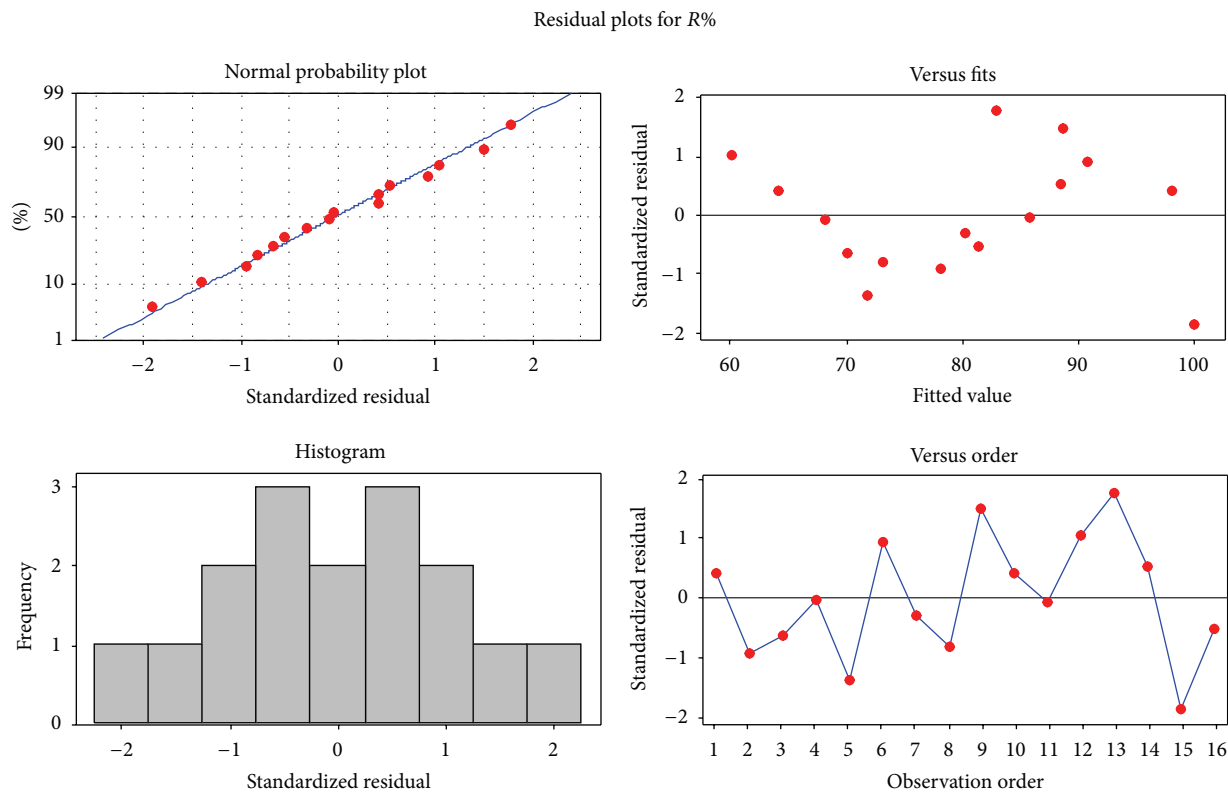 Residual plots for R%
Normal probability plot
99
90
50
10
1
(%)
−2 −1 0 1 2
Standardized residual
Versus fits
2
1
0
−1
−2
Standardized residual
60 70 80 90 100
Fitted value
Histogram
3
2
1
0
Frequency
−2 −1 0 1 2
Standardized residual
Versus order
2
1
0
−1
−2
Standardized residual
1 2 3 4 5 6 7 8 9 10 11 12 13 14 15 16
Observation order